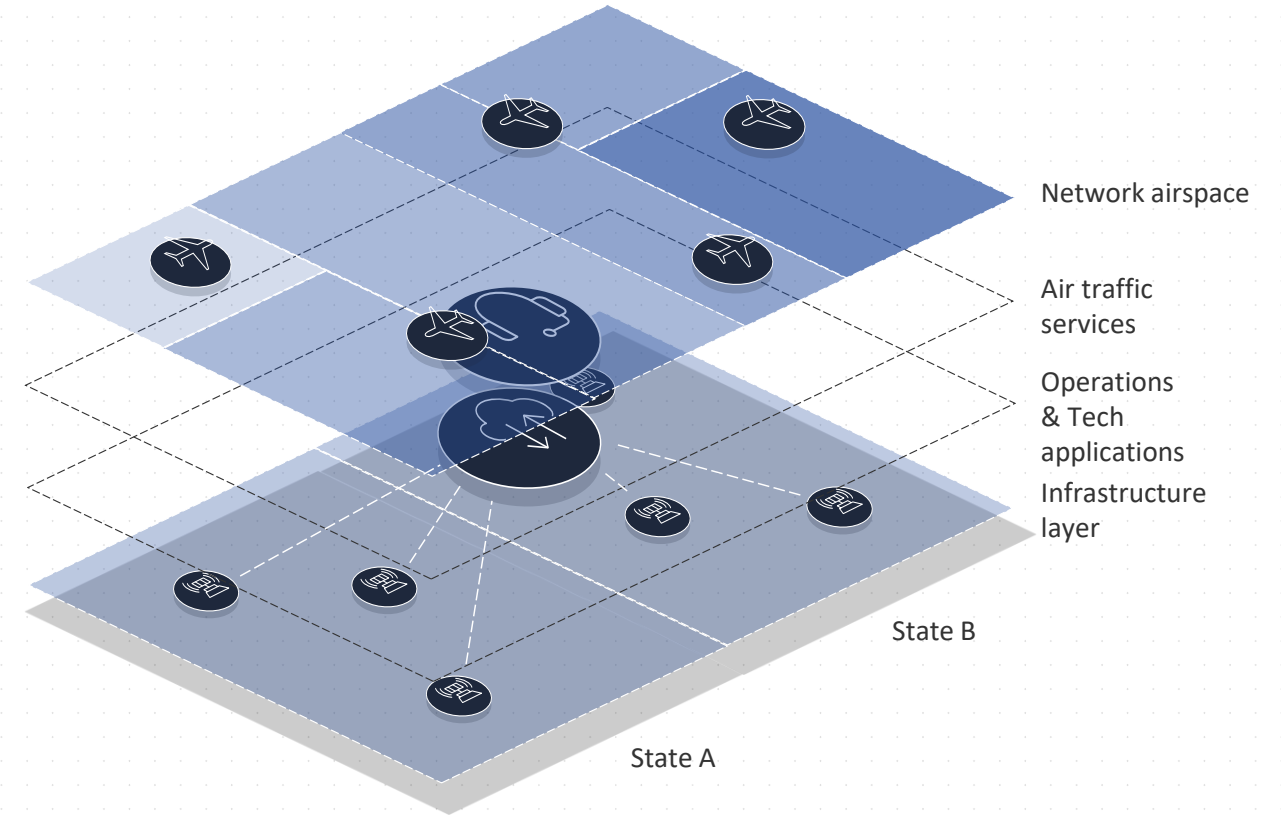 Network airspace
Air traffic
services
Operations
& Tech
applications
Infrastructure
layer
State B
State A